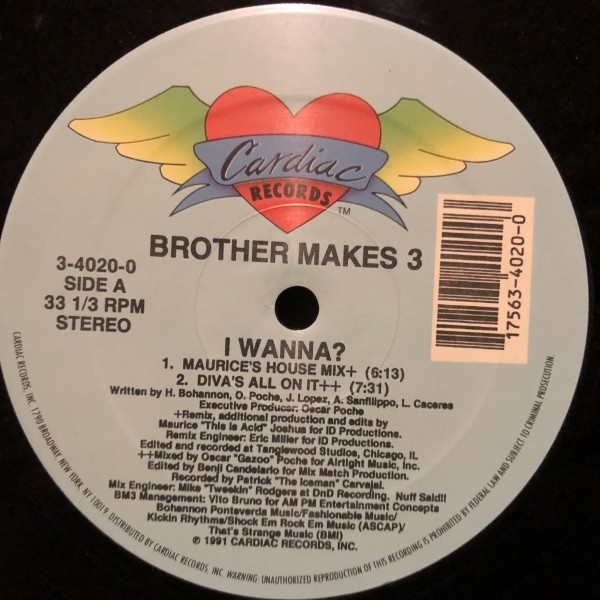 Cardiac
RECORDS
TM
BROTHER MAKES 3
3-4020-0
SIDE A
33 1/3 RPM
STEREO
17563-4020-0
I WANNA?
1. MAURICE'S HOUSE MIX+ (6:13)
2. DIVA'S ALL ON IT++ (7:31)
Written by H. Bohannon, O. Poche, J. Lopez, A. Sanfilippo, L. Caceres
Executive Producer: Oscar Poche
+Remix, additional production and edits by
Maurice "This is Acid" Joshua for ID Productions.
Remix Engineer: Eric Miller for ID Productions.
Edited and recorded at Tanglewood Studios, Chicago, IL
++Mixed by Oscar "Gazoo" Poche for Airtight Music, Inc.
Edited by Benji Candelario for Mix Match Production.
Recorded by Patrick "The Iceman" Carvajal.
Mix Engineer: Mike "Tweekin" Rodgers at DnD Recording. Nuff Said!!
BM3 Management: Vito Bruno for AM PM Entertainment Concepts
Bohannon Ponteverda Music/Fashionable Music/
Kickin Rhythms/Shock Em Rock Em Music (ASCAP)/
That's Strange Music (BMI)
℗ © 1991 CARDIAC RECORDS, INC.
CARDIAC RECORDS, INC. 1790 BROADWAY, NEW YORK, NY 10019. DISTRIBUTED BY CARDIAC RECORDS, INC. WARNING: UNAUTHORIZED REPRODUCTION OF THIS RECORDING IS PROHIBITED BY FEDERAL LAW AND SUBJECT TO CRIMINAL PROSECUTION.